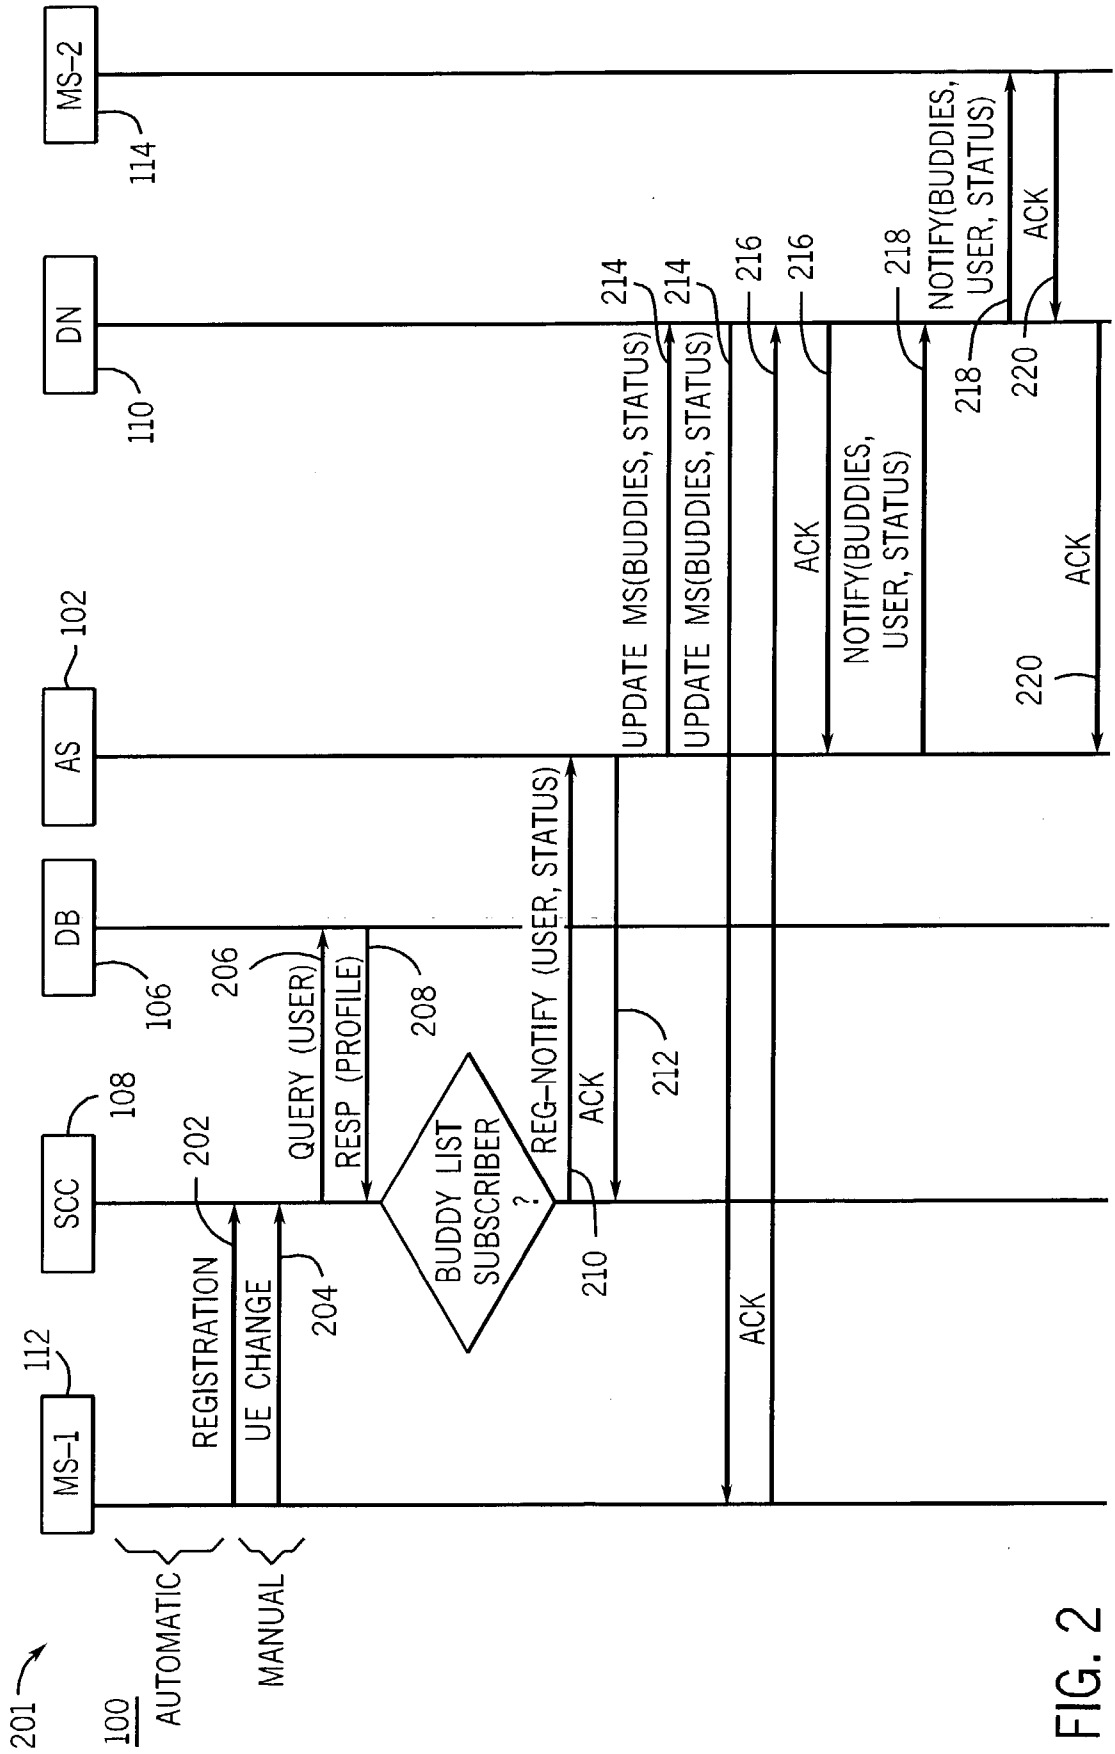 201
100
AUTOMATIC
MANUAL
MS-1
112
SCC
108
DB
106
AS
102
DN
110
MS-2
114
REGISTRATION
202
UE CHANGE
204
QUERY (USER)
206
RESP (PROFILE)
208
BUDDY LIST
SUBSCRIBER
?
REG-NOTIFY (USER, STATUS)
210
ACK
212
UPDATE MS(BUDDIES, STATUS)
214
UPDATE MS(BUDDIES, STATUS)
214
ACK
216
ACK
216
NOTIFY(BUDDIES,
USER, STATUS)
218
NOTIFY(BUDDIES,
USER, STATUS)
218
ACK
220
ACK
220
FIG. 2